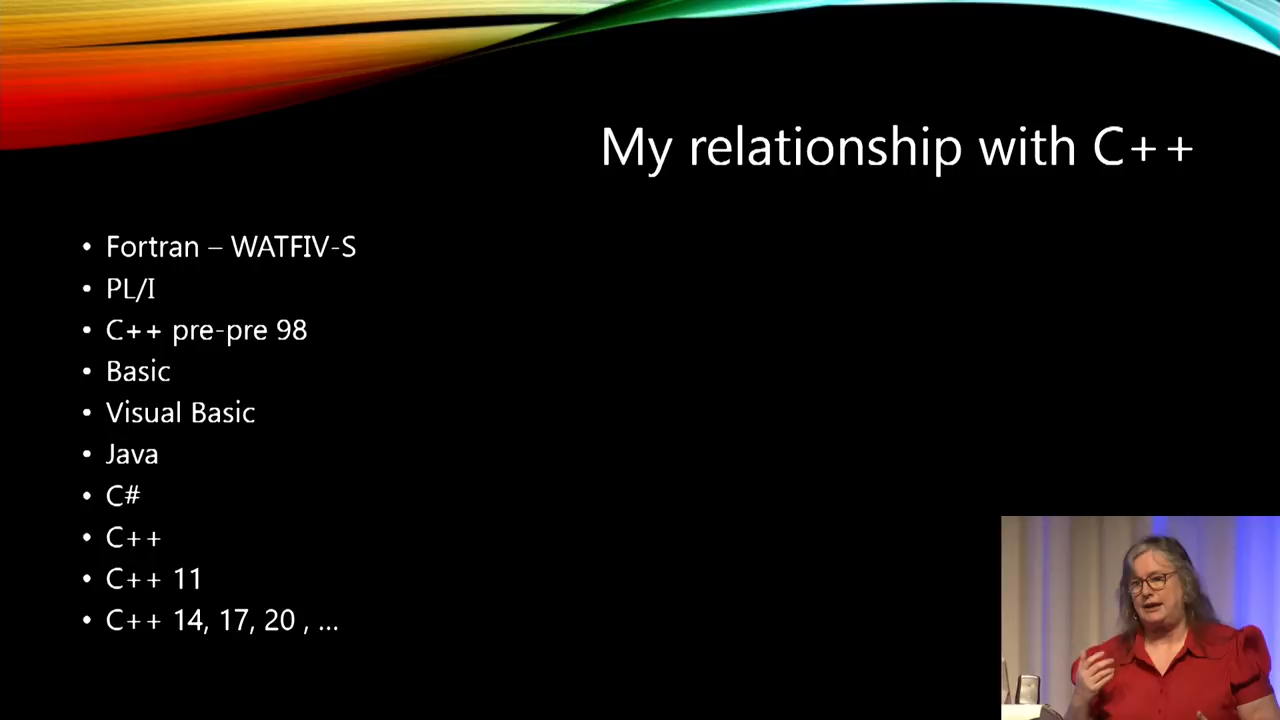 My relationship with C++
• Fortran – WATFIV-S
• PL/I
• C++ pre-pre 98
• Basic
• Visual Basic
• Java
• C#
• C++
• C++ 11
• C++ 14, 17, 20 , ...